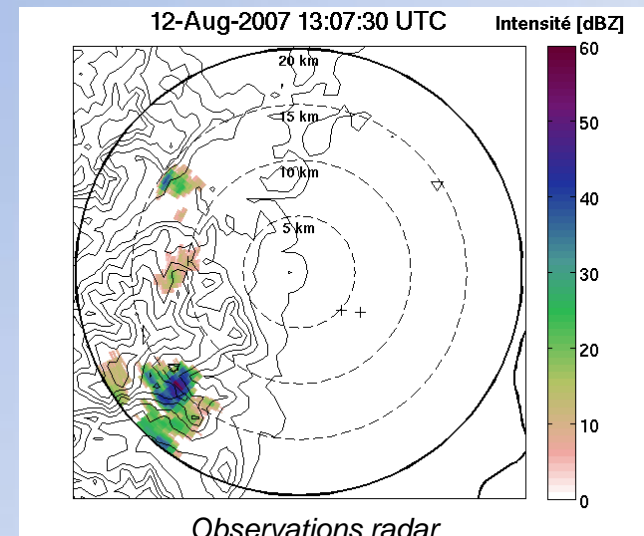 12-Aug-2007 13:07:30 UTC
Intensité [dBZ]
20 km
15 km
10 km
5 km
60
50
40
30
20
10
0
Observations radar